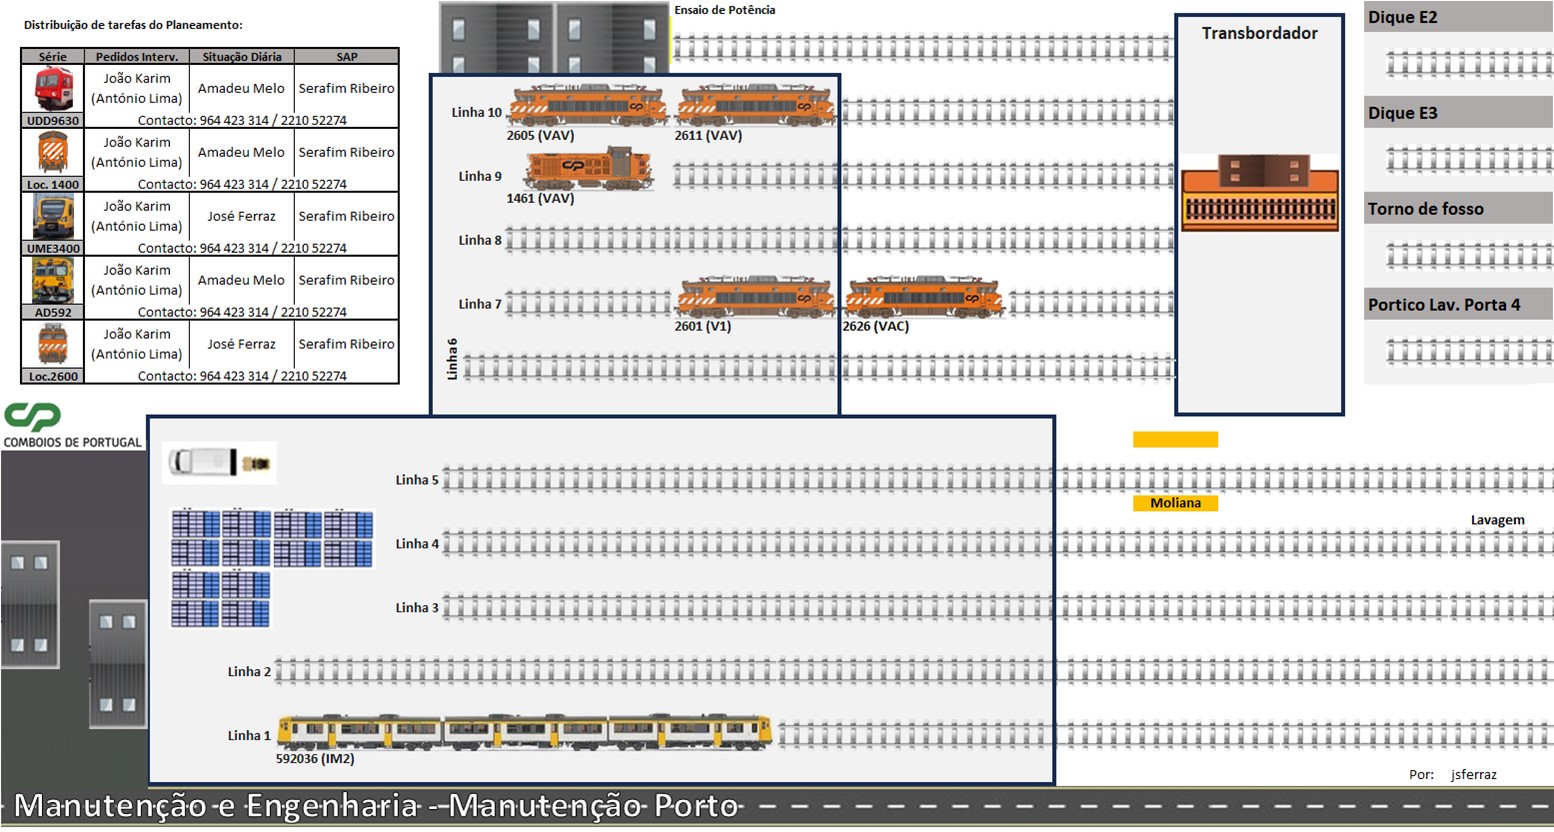 Distribuição de tarefas do Planeamento:
Série Pedidos Interv. Situação Diária SAP
João Karim
(António Lima) Amadeu Melo Serafim Ribeiro
UDD9630 Contacto: 964 423 314 / 2210 52274
João Karim
(António Lima) Amadeu Melo Serafim Ribeiro
Loc. 1400 Contacto: 964 423 314 / 2210 52274
João Karim
(António Lima) José Ferraz Serafim Ribeiro
UME3400 Contacto: 964 423 314 / 2210 52274
João Karim
(António Lima) Amadeu Melo Serafim Ribeiro
AD592 Contacto: 964 423 314 / 2210 52274
João Karim
(António Lima) José Ferraz Serafim Ribeiro
Loc.2600 Contacto: 964 423 314 / 2210 52274
CP
COMBOIOS DE PORTUGAL
Ensaio de Potência
Linha 10
2605 (VAV) 2611 (VAV)
Linha 9
1461 (VAV)
Linha 8
Linha 7
2601 (V1) 2626 (VAC)
Linha 6
Transbordador
Dique E2
Dique E3
Torno de fosso
Portico Lav. Porta 4
Linha 5
Moliana
Lavagem
Linha 4
Linha 3
Linha 2
Linha 1
592036 (IM2)
Por: jsferraz
Manutenção e Engenharia - Manutenção Porto